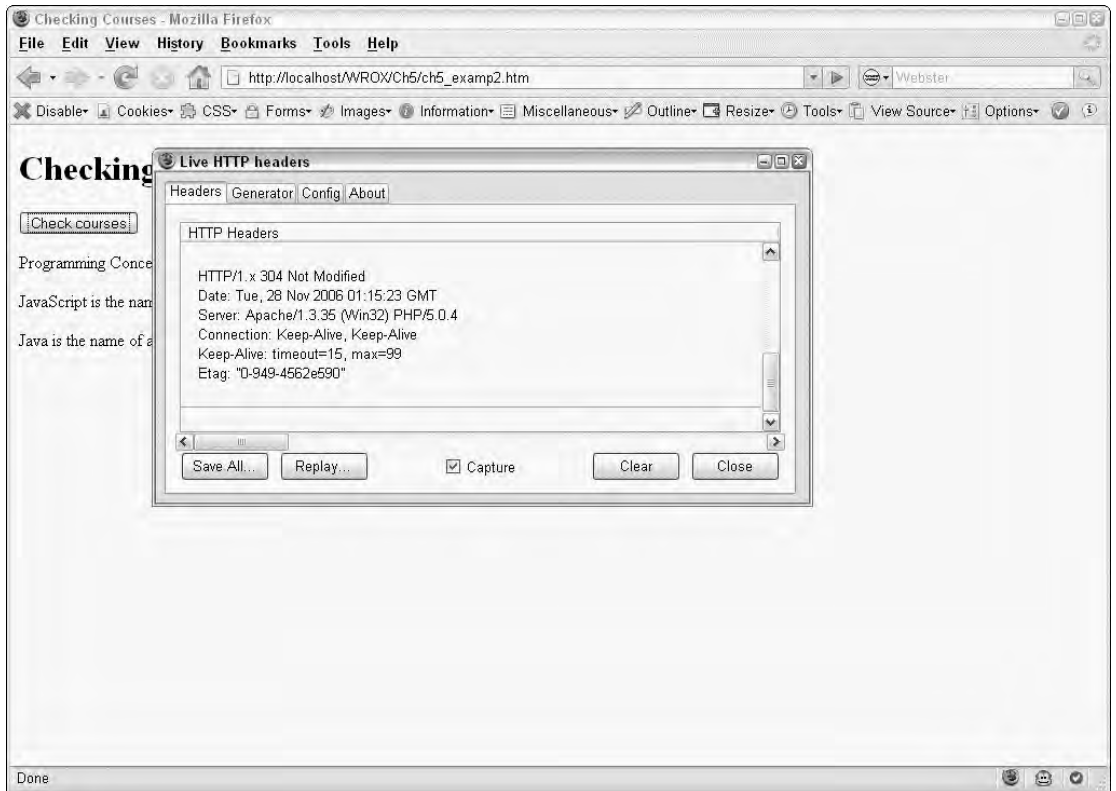 Checking Courses - Mozilla Firefox
File Edit View History Bookmarks Tools Help
http://localhost/WROX/Ch5/ch5_examp2.htm
Webster
Disable Cookies CSS Forms Images Information Miscellaneous Outline Resize Tools View Source Options
Checking
Check courses
Programming Conce
JavaScript is the nam
Java is the name of a
Live HTTP headers
Headers Generator Config About
HTTP Headers
HTTP/1.x 304 Not Modified
Date: Tue, 28 Nov 2006 01:15:23 GMT
Server: Apache/1.3.35 (Win32) PHP/5.0.4
Connection: Keep-Alive, Keep-Alive
Keep-Alive: timeout=15, max=99
Etag: "0-949-4562e590"
Save All... Replay... Capture Clear Close
Done